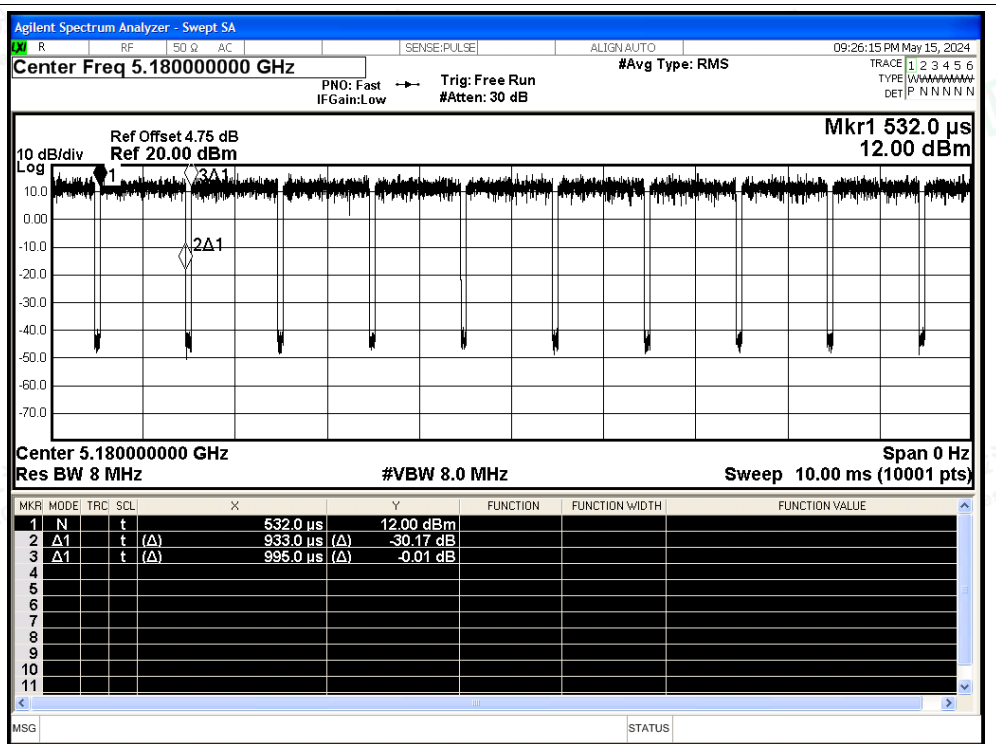 Agilent Spectrum Analyzer - Swept SA
LXI R RF 50 Ω AC SENSE:PULSE ALIGN AUTO 09:26:15 PM May 15, 2024
Center Freq 5.180000000 GHz #Avg Type: RMS TRACE 1 2 3 4 5 6
PNO: Fast Trig: Free Run TYPE WWWWWW
IFGain:Low #Atten: 30 dB DET P N N N N N
Mkr1 532.0 µs
Ref Offset 4.75 dB
10 dB/div Ref 20.00 dBm 12.00 dBm
Log
1 3Δ1
10.0
0.00
-10.0
2Δ1
-20.0
-30.0
-40.0
-50.0
-60.0
-70.0
Center 5.180000000 GHz Span 0 Hz
Res BW 8 MHz #VBW 8.0 MHz Sweep 10.00 ms (10001 pts)
MKR MODE TRC SCL X Y FUNCTION FUNCTION WIDTH FUNCTION VALUE
1 N t 532.0 µs 12.00 dBm
2 Δ1 t (Δ) 933.0 µs (Δ) -30.17 dB
3 Δ1 t (Δ) 995.0 µs (Δ) -0.01 dB
4
5
6
7
8
9
10
11
MSG STATUS